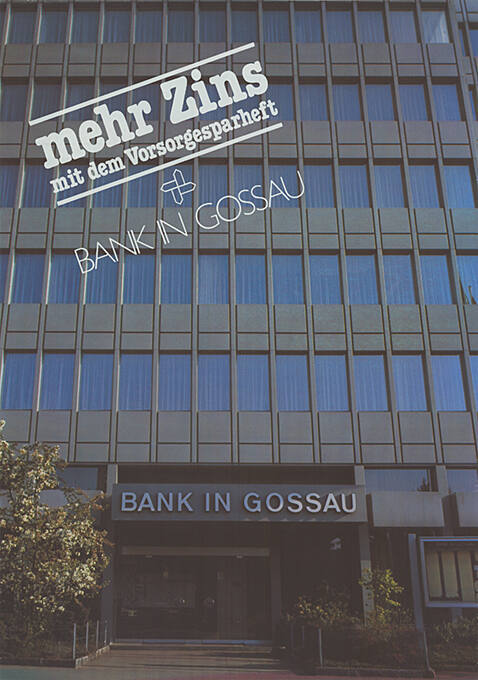 mehr Zins
mit dem Vorsorgesparheft
BANK IN GOSSAU
BANK IN GOSSAU